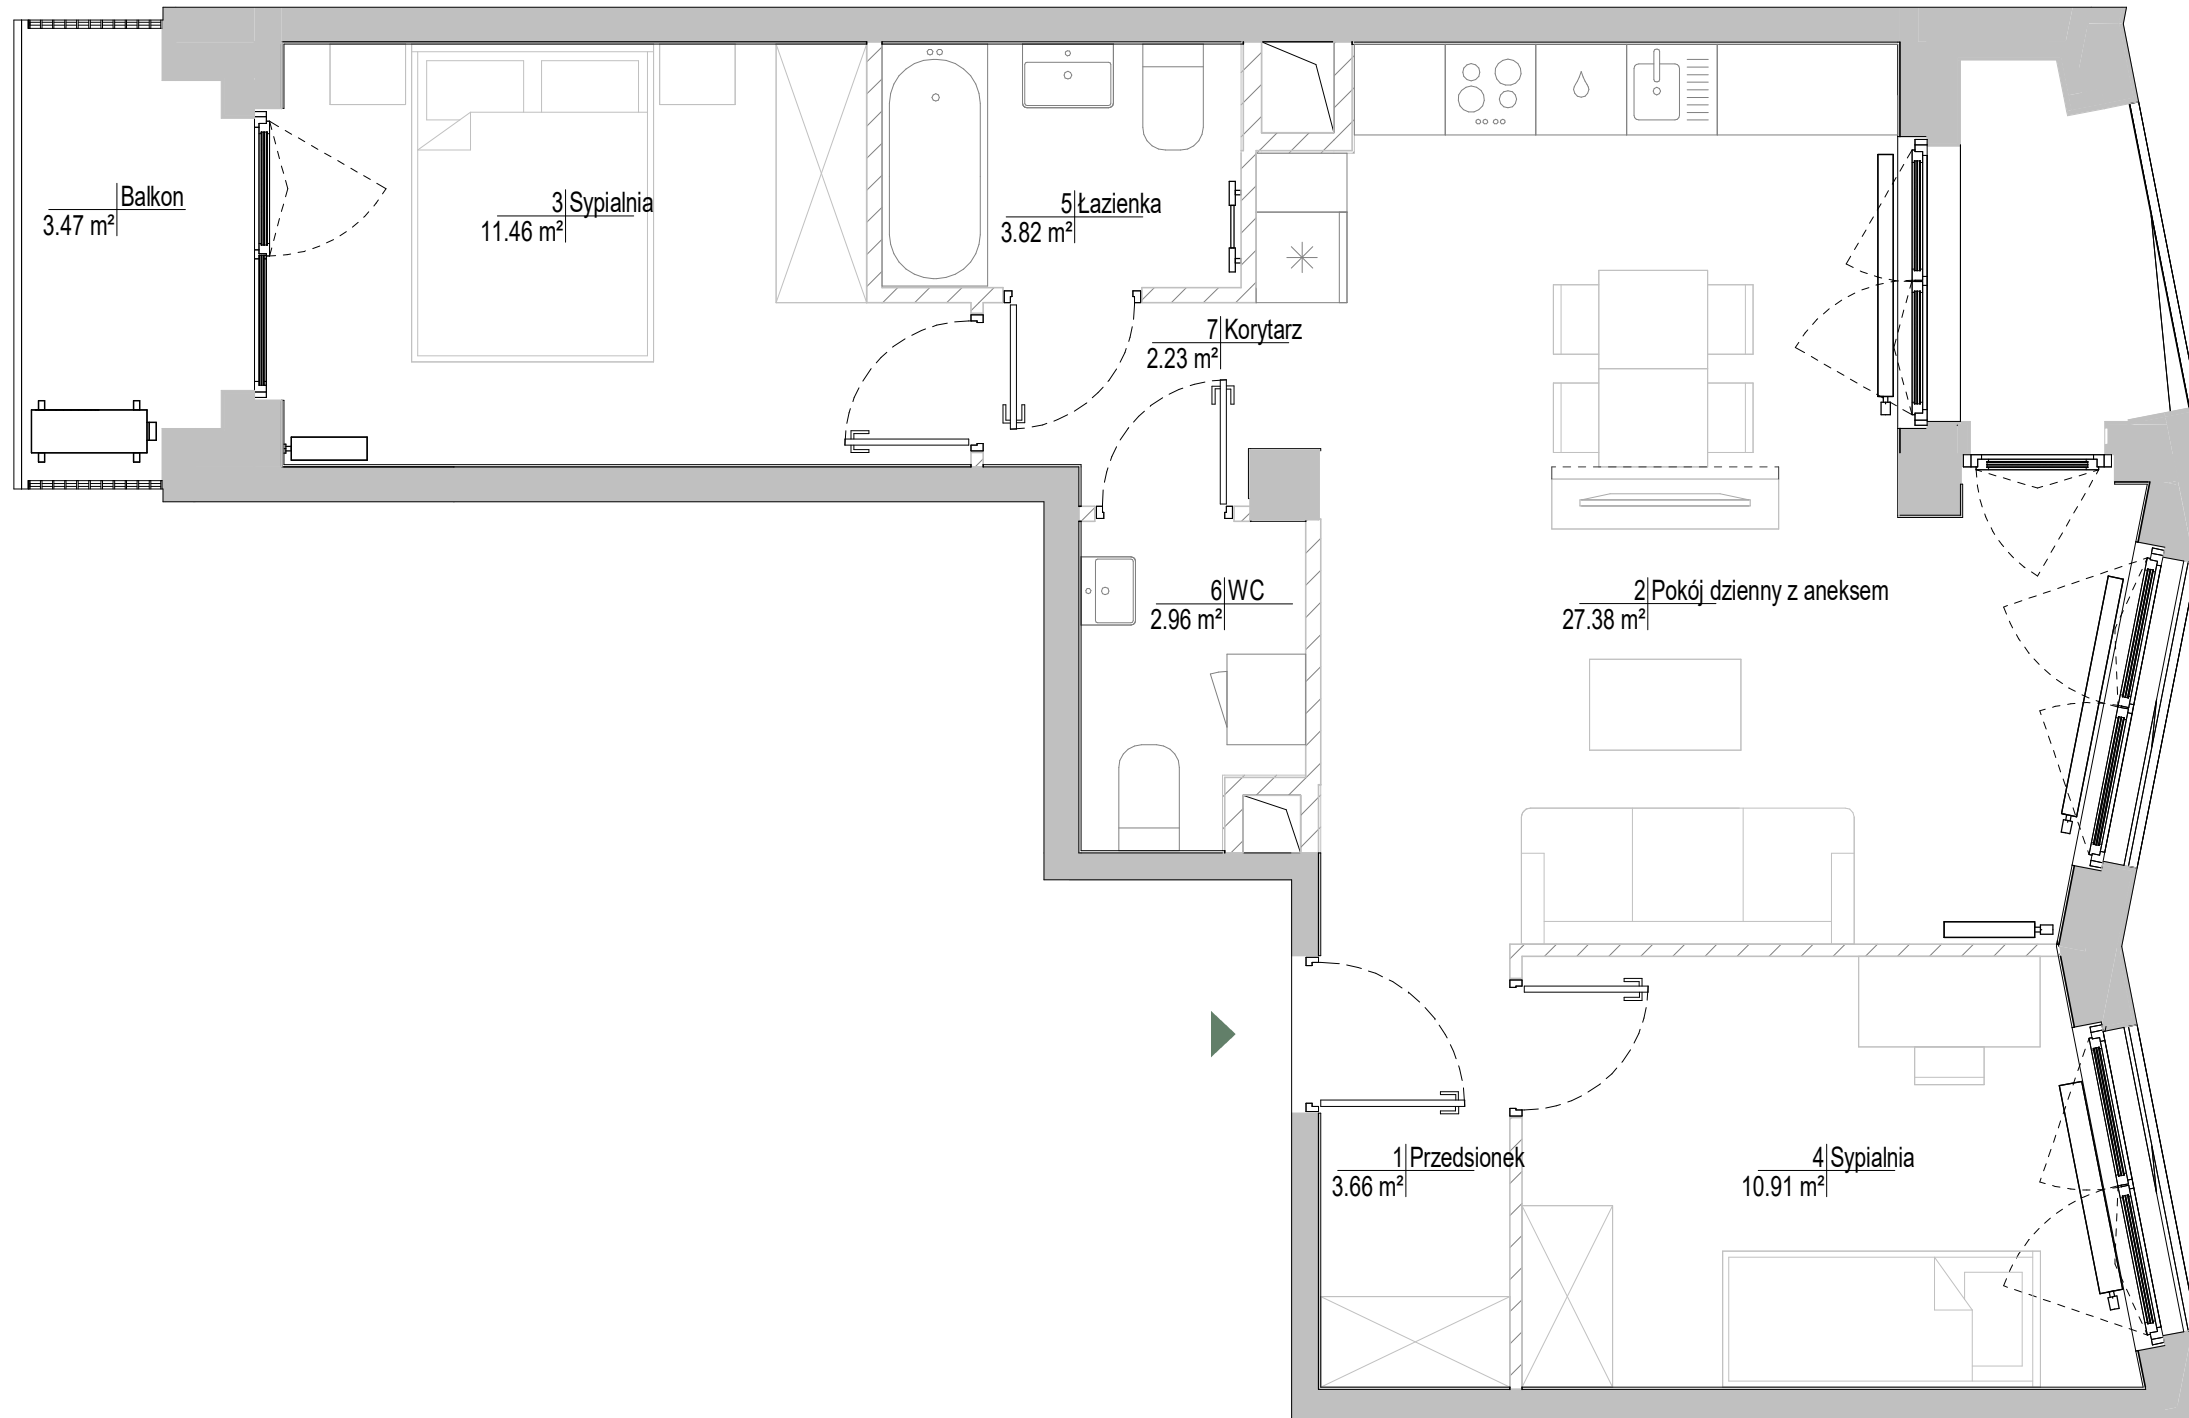 Balkon
3.47 m²
3 Sypialnia
11.46 m²
5 Łazienka
3.82 m²
7 Korytarz
2.23 m²
6 WC
2.96 m²
2 Pokój dzienny z aneksem
27.38 m²
1 Przedsionek
3.66 m²
4 Sypialnia
10.91 m²